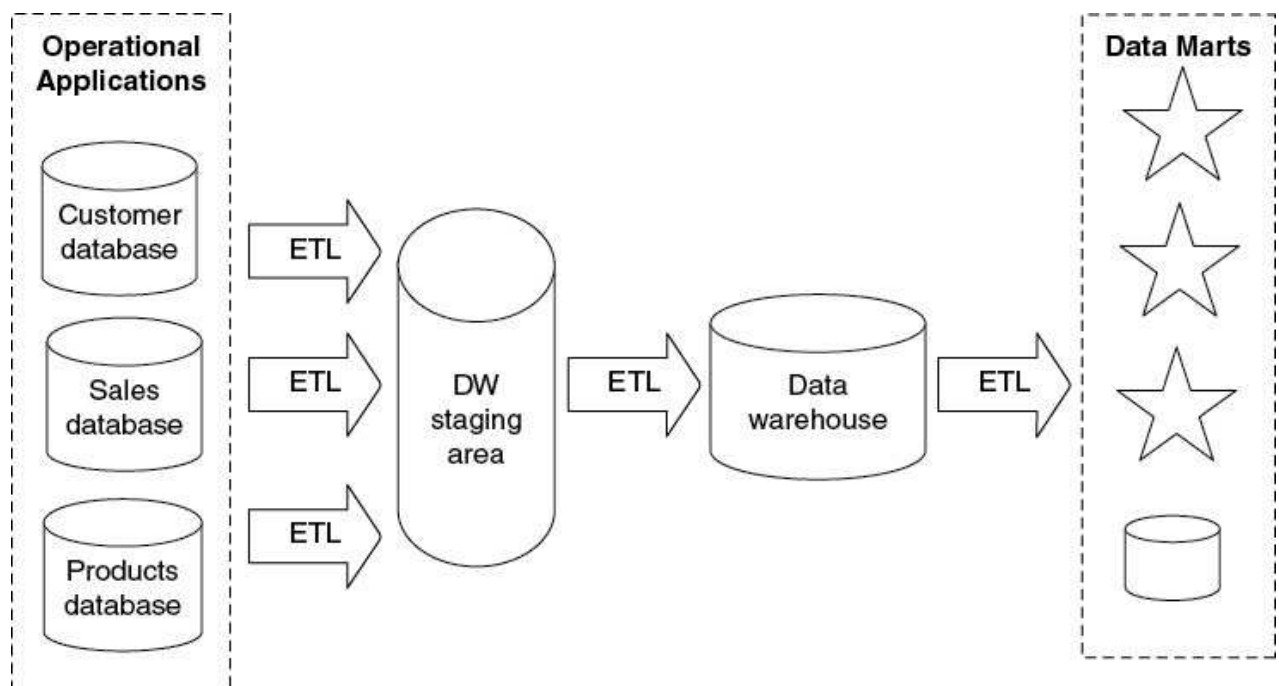 Operational
Applications
Customer
database
Sales
database
Products
database
ETL
ETL
ETL
DW
staging
area
ETL
Data
warehouse
ETL
Data Marts